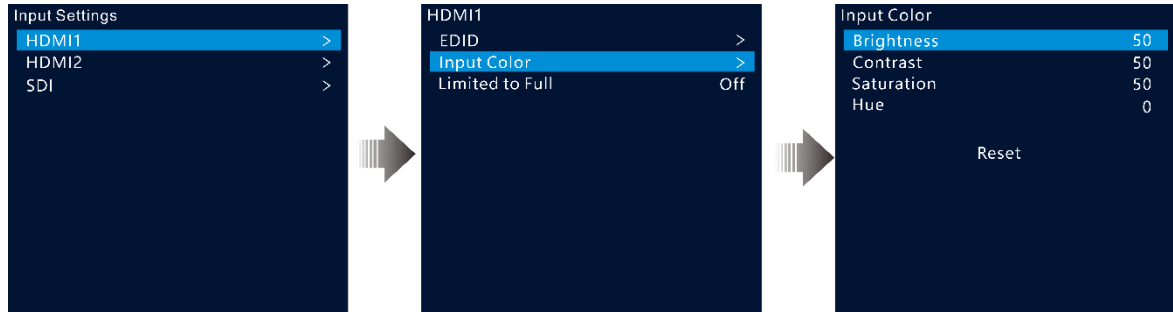 Input Settings
HDMI1 >
HDMI2 >
SDI >
HDMI1
EDID >
Input Color >
Limited to Full Off
Input Color
Brightness 50
Contrast 50
Saturation 50
Hue 0
Reset